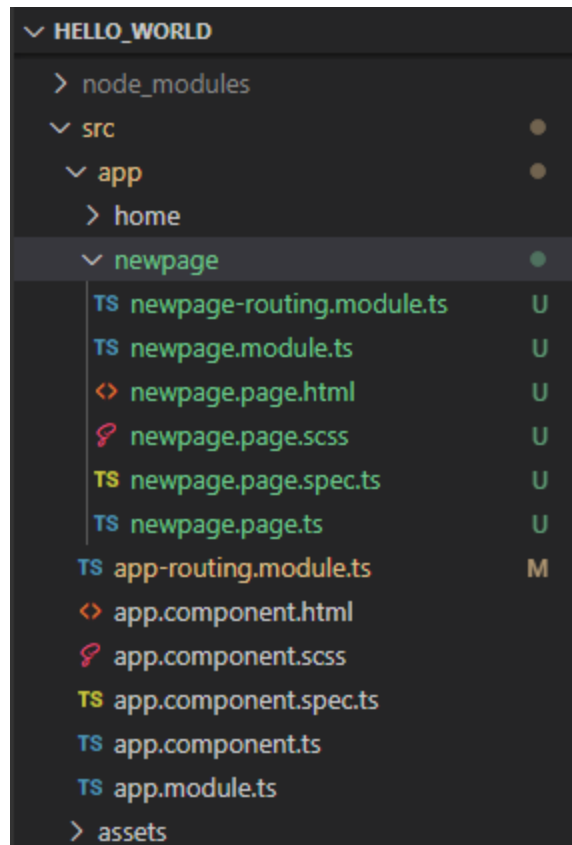 HELLO_WORLD
node_modules
src
app
home
newpage
TS newpage-routing.module.ts U
TS newpage.module.ts U
<> newpage.page.html U
newpage.page.scss U
TS newpage.page.spec.ts U
TS newpage.page.ts U
TS app-routing.module.ts M
<> app.component.html
app.component.scss
TS app.component.spec.ts
TS app.component.ts
TS app.module.ts
assets